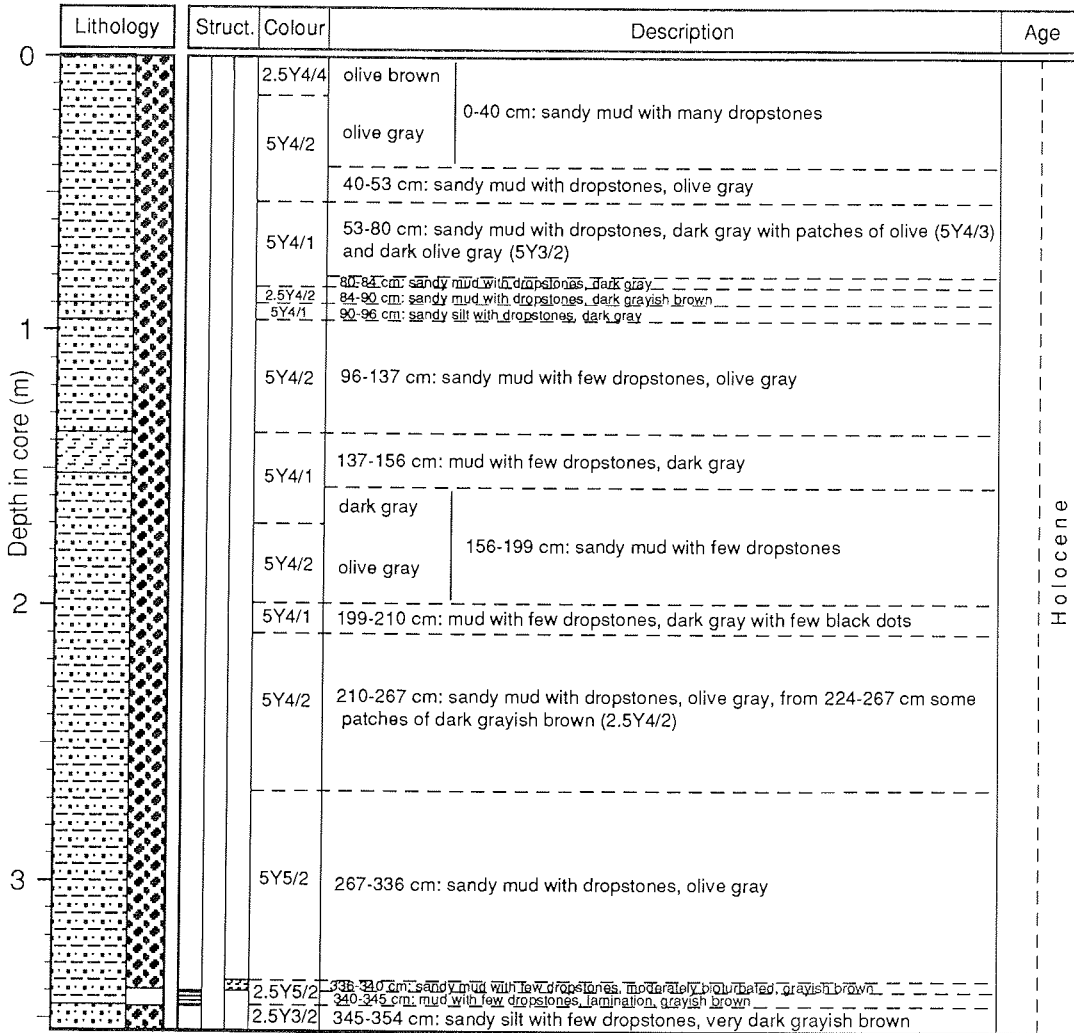 Lithology Struct. Colour Description Age
0
2.5Y4/4 olive brown
0-40 cm: sandy mud with many dropstones
5Y4/2 olive gray
40-53 cm: sandy mud with dropstones, olive gray
5Y4/1 53-80 cm: sandy mud with dropstones, dark gray with patches of olive (5Y4/3)
and dark olive gray (5Y3/2)
80-84 cm: sandy mud with dropstones, dark gray
2.5Y4/2 84-90 cm: sandy mud with dropstones, dark grayish brown
5Y4/1 90-96 cm: sandy silt with dropstones, dark gray
1
5Y4/2 96-137 cm: sandy mud with few dropstones, olive gray
5Y4/1 137-156 cm: mud with few dropstones, dark gray
dark gray
156-199 cm: sandy mud with few dropstones
5Y4/2 olive gray
2
5Y4/1 199-210 cm: mud with few dropstones, dark gray with few black dots
5Y4/2 210-267 cm: sandy mud with dropstones, olive gray, from 224-267 cm some
patches of dark grayish brown (2.5Y4/2)
3
5Y5/2 267-336 cm: sandy mud with dropstones, olive gray
336-340 cm: sandy mud with few dropstones, moderately bioturbated, grayish brown
2.5Y5/2 340-345 cm: mud with few dropstones, lamination, grayish brown
2.5Y3/2 345-354 cm: sandy silt with few dropstones, very dark grayish brown
Depth in core (m)
Holocene